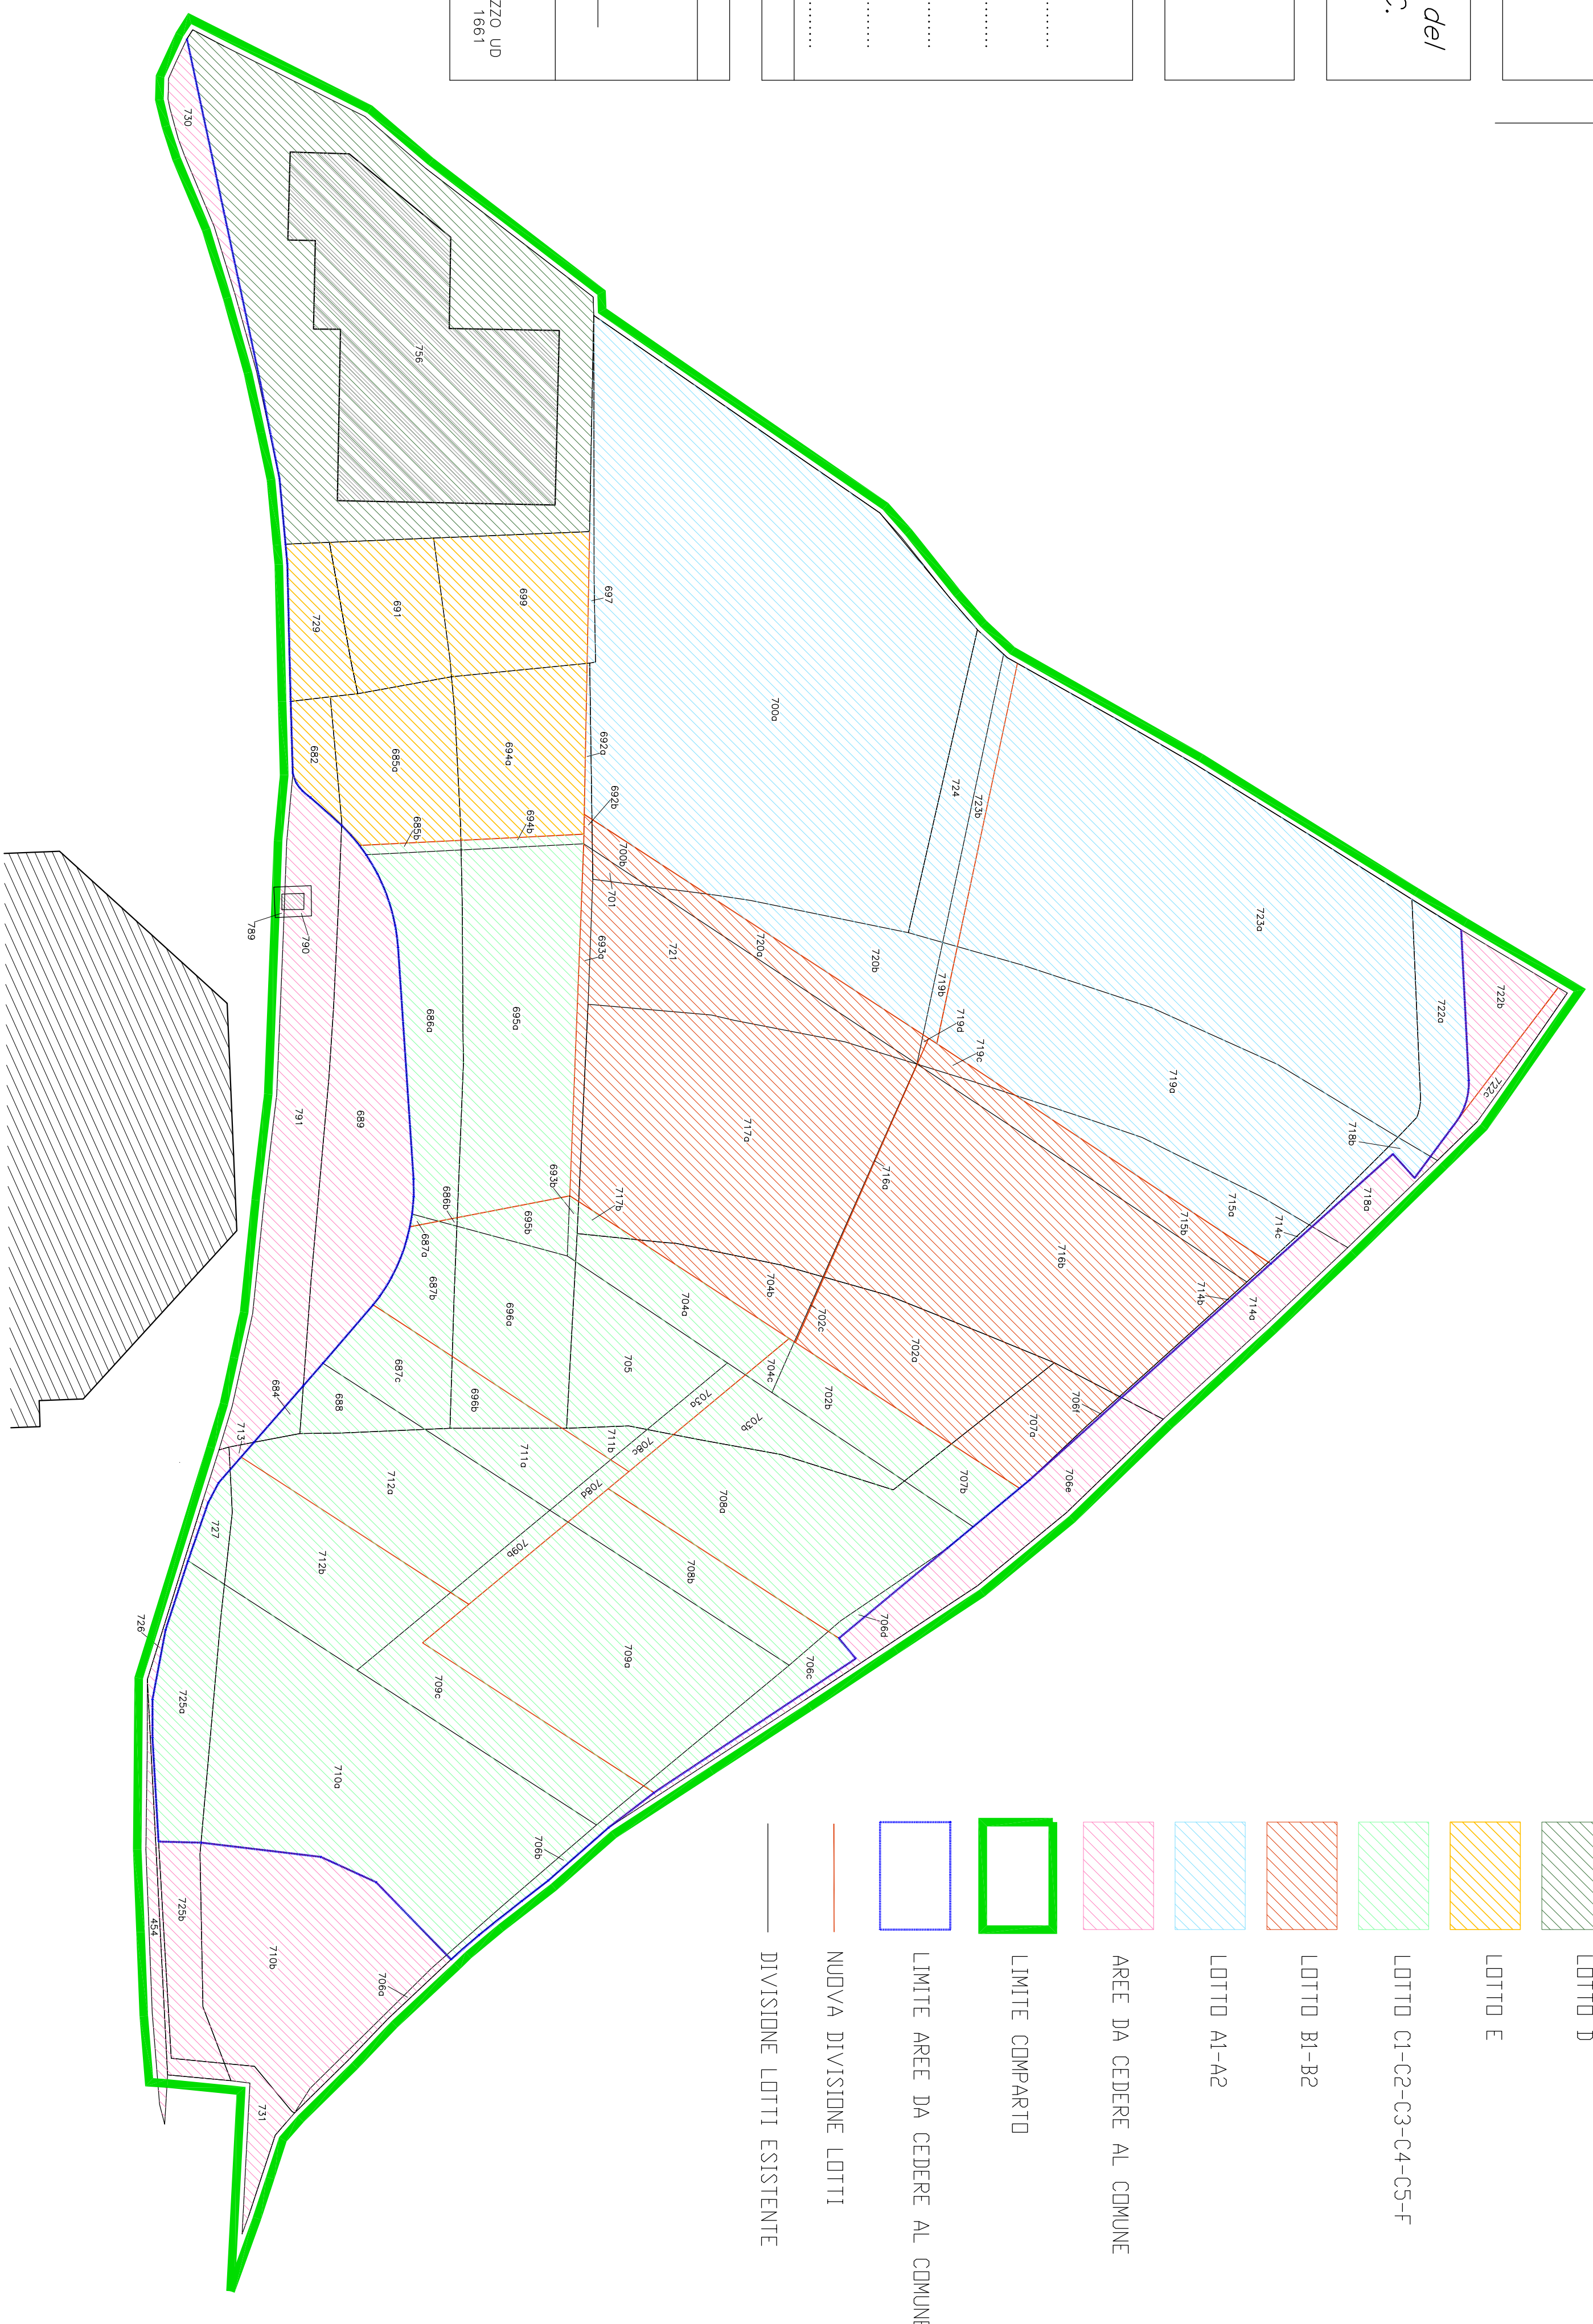 del
ZZO UD
1661
LOTTO D
LOTTO E
LOTTO C1-C2-C3-C4-C5-F
LOTTO B1-B2
LOTTO A1-A2
AREE DA CEDERE AL COMUNE
LIMITE COMPARTO
LIMITE AREE DA CEDERE AL COMUNE
NUOVA DIVISIONE LOTTI
DIVISIONE LOTTI ESISTENTE
730
756
697
699
691
729
692a
692b
694a
685a
682
694b
685b
700a
724
723b
723a
722b
722a
722c
700b
701
693a
721
720a
720b
719b
719d
719c
719a
718b
718a
789
790
686a
695a
791
689
717a
716a
693b
717b
686b
695b
687a
687b
715a
715b
714c
714b
714a
716b
696a
704a
704b
702c
702a
704c
702b
705
703a
703b
706f
707a
706e
707b
687c
688
696b
684
713
711b
711a
708c
708d
708a
712a
709b
708b
712b
727
709a
706d
706c
726
725a
709c
710a
706b
725b
454
710b
706a
731